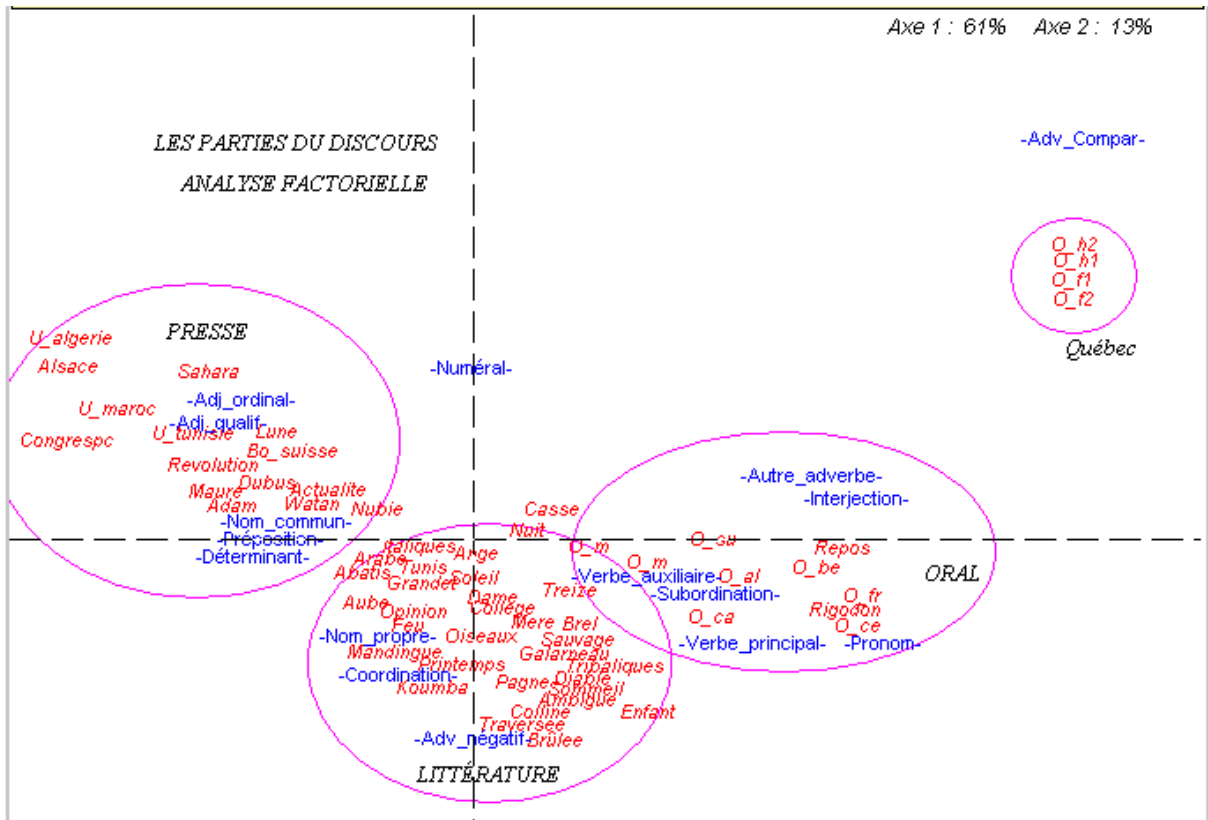 Axe 1 : 61% Axe 2 : 13%
LES PARTIES DU DISCOURS
-Adv_Compar-
ANALYSE FACTORIELLE
O_h2
O_h1
O_f1
O_f2
Québec
PRESSE
U_algerie
Alsace
Sahara
-Numéral-
-Adj_ordinal-
U_maroc
-Adj_qualif-
U_tunisie Lune
Congrespc
Bo_suisse
Revolution
Dubus
Maure Actualite
Adam Watan Nubie
-Nom_commun-
-Préposition-
-Déterminant-
-Autre_adverbe-
-Interjection-
Casse
Nuit
O_m
O_su
Repos
Arabe
Tunis
Ange
O_m
O_be
ORAL
Abatis
Grandet
Soleil
-Verbe_auxiliaire-
O_al
Treize
-Subordination-
O_fr
Aube
Dame
College
Opinion
Feu
Mere Brel
O_ca
Rigodon
O_ce
-Nom_propre-
Oiseaux
Sauvage
-Verbe_principal-
-Pronom-
Mandingue
Galarneau
Printemps
Tribaliques
-Coordination-
Koumba
Pagne
Diable
Sommeil
Ambigue
Colline
Enfant
Traversee
-Adv_négatif-
Brûlee
LITTÉRATURE